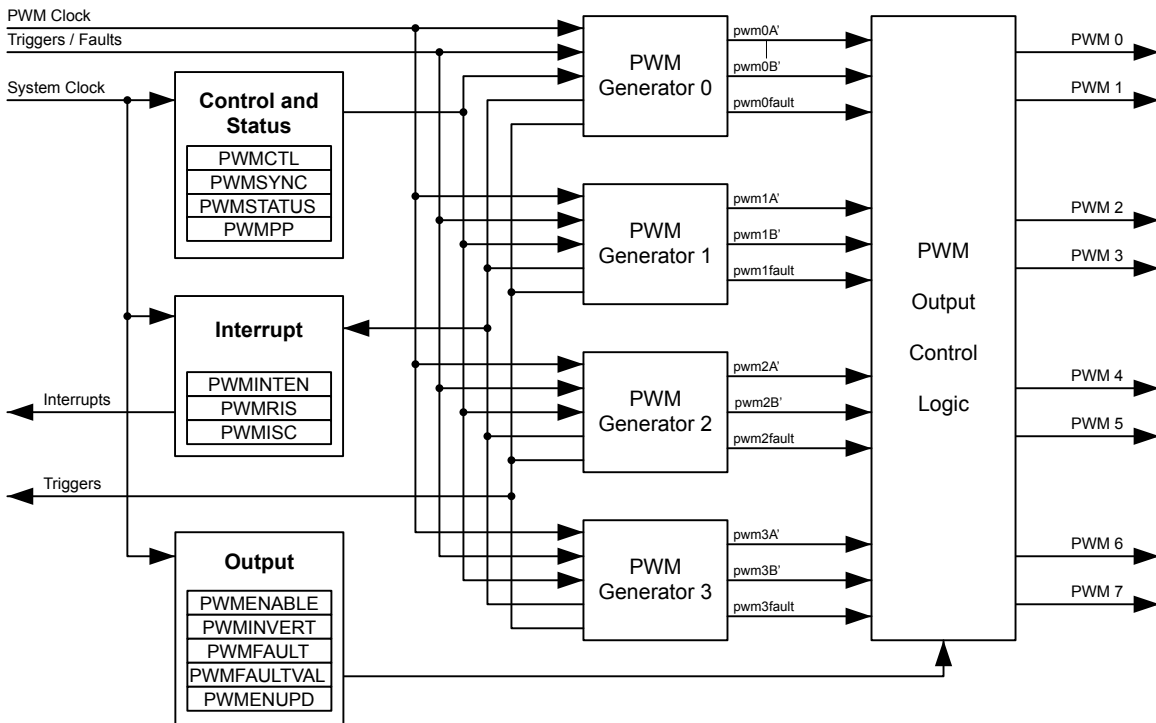 PWM Clock
Triggers / Faults
System Clock
Control and
Status
PWMCTL
PWMSYNC
PWMSTATUS
PWMPP
Interrupt
PWMINTEN
PWMRIS
PWMISC
Interrupts
Triggers
Output
PWMENABLE
PWMINVERT
PWMFAULT
PWMFAULTVAL
PWMENUPD
PWM
Generator 0
pwm0A'
pwm0B'
pwm0fault
PWM
Generator 1
pwm1A'
pwm1B'
pwm1fault
PWM
Generator 2
pwm2A'
pwm2B'
pwm2fault
PWM
Generator 3
pwm3A'
pwm3B'
pwm3fault
PWM
Output
Control
Logic
PWM 0
PWM 1
PWM 2
PWM 3
PWM 4
PWM 5
PWM 6
PWM 7